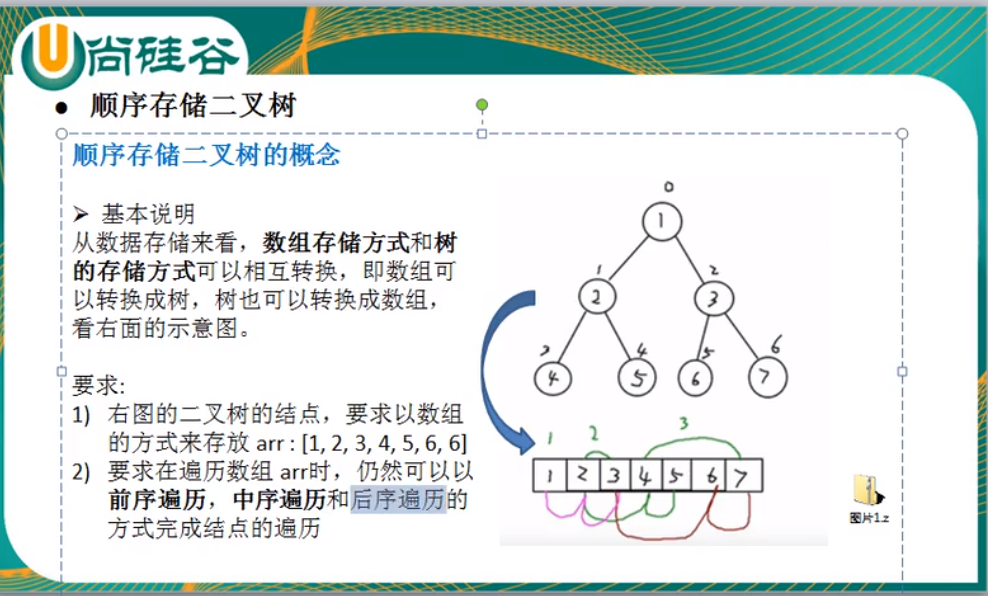 尚硅谷
● 顺序存储二叉树
顺序存储二叉树的概念
➢ 基本说明
从数据存储来看，数组存储方式和树
的存储方式可以相互转换，即数组可
以转换成树，树也可以转换成数组，
看右面的示意图。
要求:
1) 右图的二叉树的结点，要求以数组
的方式来存放 arr : [1, 2, 3, 4, 5, 6, 6]
2) 要求在遍历数组 arr时，仍然可以以
前序遍历，中序遍历和后序遍历的
方式完成结点的遍历
0
1
1 2
2 3
3 4 5 6
4 5 6 7
1 2 3
1 2 3 4 5 6 7
图片1.z